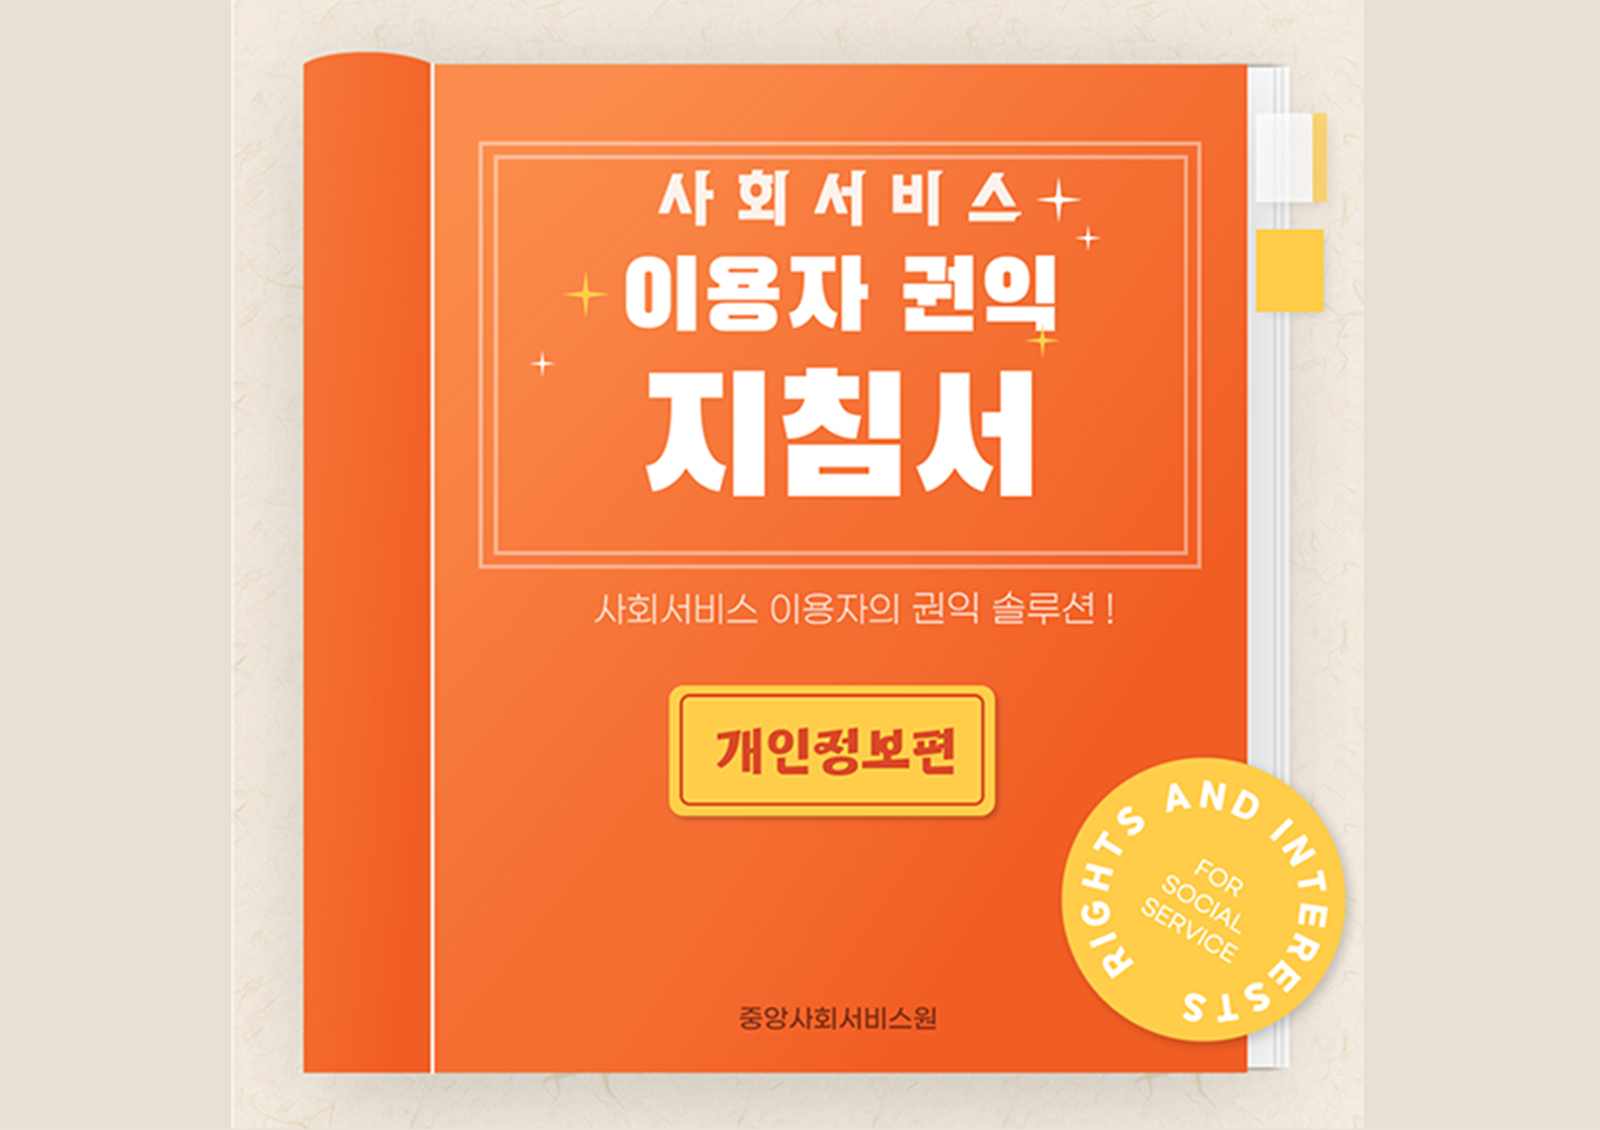 사회서비스
이용자 권익
지침서
사회서비스 이용자의 권익 솔루션 !
개인정보편
RIGHTS AND INTERESTS
FOR
SOCIAL
SERVICE
중앙사회서비스원